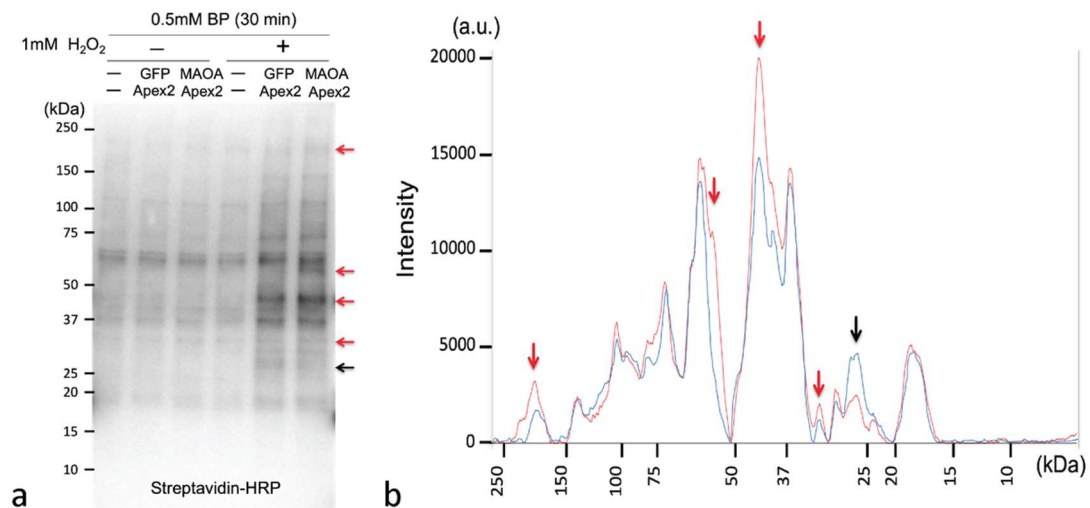 0.5mM BP (30 min)
1mM H₂O₂ − +
− GFP MAOA − GFP MAOA
− Apex2 Apex2 − Apex2 Apex2
(kDa)
250
150
100
75
50
37
25
20
15
10
Streptavidin-HRP
a
(a.u.)
20000
15000
10000
5000
0
Intensity
250 150 100 75 50 37 25 20 15 10 (kDa)
b